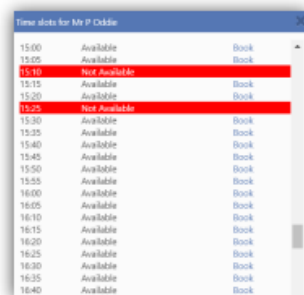 Time slots for Mr P Oddie
15:00 Available Book
15:05 Available Book
15:10 Not Available
15:15 Available Book
15:20 Available Book
15:25 Not Available
15:30 Available Book
15:35 Available Book
15:40 Available Book
15:45 Available Book
15:50 Available Book
15:55 Available Book
16:00 Available Book
16:05 Available Book
16:10 Available Book
16:15 Available Book
16:20 Available Book
16:25 Available Book
16:30 Available Book
16:35 Available Book
16:40 Available Book